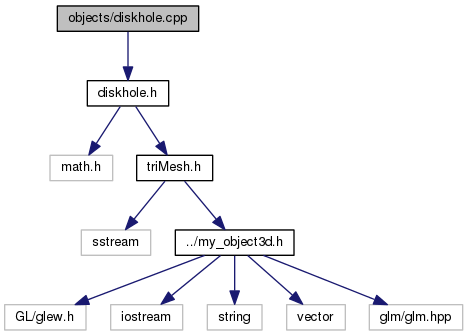 objects/diskhole.cpp
diskhole.h
math.h
triMesh.h
sstream
../my_object3d.h
GL/glew.h
iostream
string
vector
glm/glm.hpp